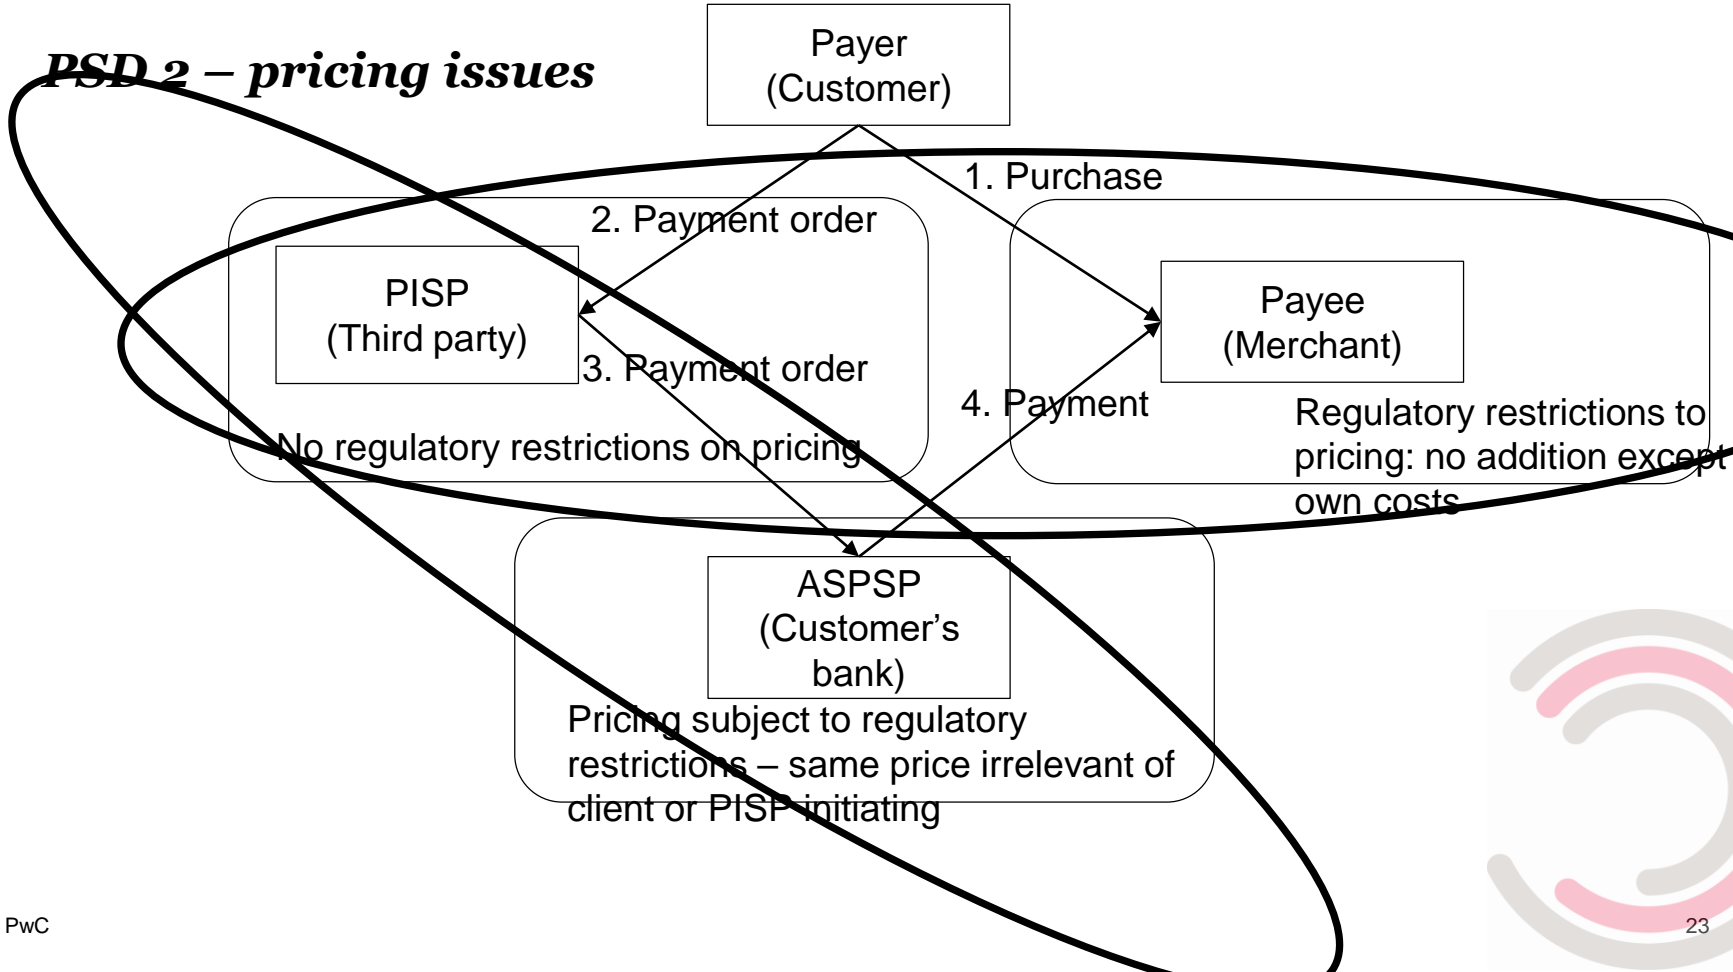 PSD 2 – pricing issues
Payer
(Customer)
1. Purchase
2. Payment order
PISP
(Third party)
Payee
(Merchant)
3. Payment order
4. Payment
No regulatory restrictions on pricing
Regulatory restrictions to
pricing: no addition except
own costs
ASPSP
(Customer’s
bank)
Pricing subject to regulatory
restrictions – same price irrelevant of
client or PISP initiating
PwC
23